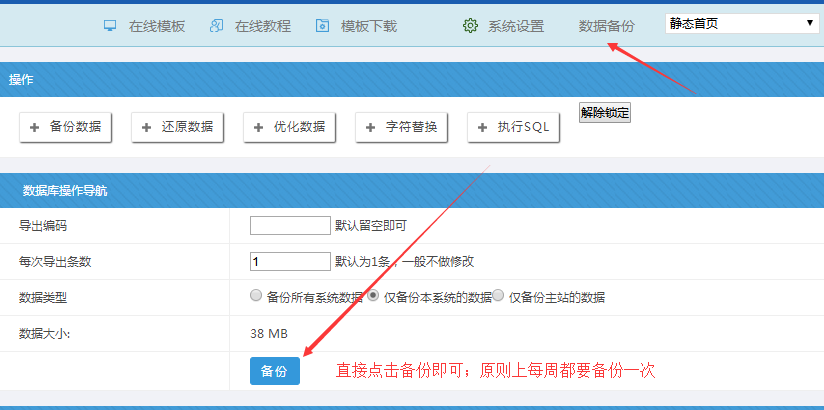 在线模板 在线教程 模板下载 系统设置 数据备份 静态首页
操作
备份数据 还原数据 优化数据 字符替换 执行SQL 解除锁定
数据库操作导航
导出编码 默认留空即可
每次导出条数 1 默认为1条，一般不做修改
数据类型 备份所有系统数据 仅备份本系统的数据 仅备份主站的数据
数据大小: 38 MB
备份 直接点击备份即可；原则上每周都要备份一次